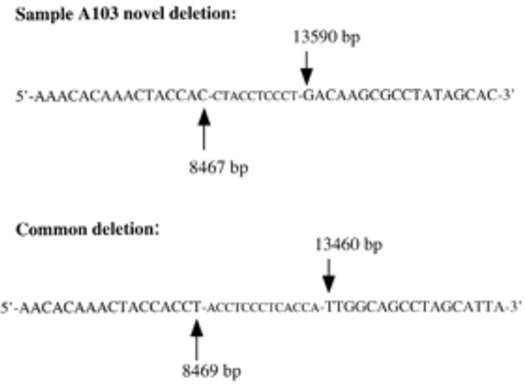 Sample A103 novel deletion:
13590 bp
5'-AAACACAAACTACCAC-CTACCTCCCT-GACAAGCGCCTATAGCAC-3'
8467 bp
Common deletion:
13460 bp
5'-AACACAAACTACCACCT-ACCTCCCTCACCA-TTGGCAGCCTAGCATTA-3'
8469 bp